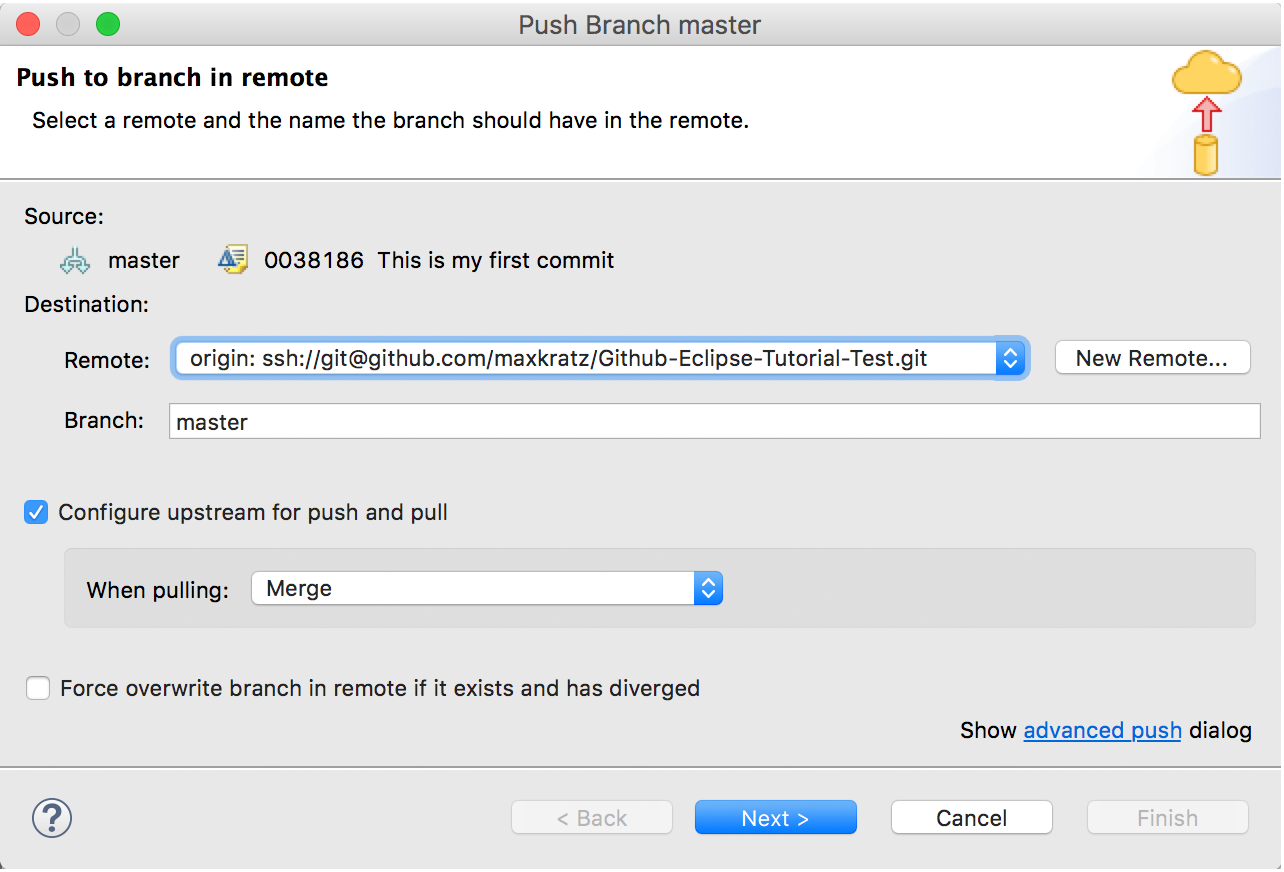 Push Branch master
Push to branch in remote
Select a remote and the name the branch should have in the remote.
Source:
master 0038186 This is my first commit
Destination:
Remote: origin: ssh://git@github.com/maxkratz/Github-Eclipse-Tutorial-Test.git New Remote...
Branch: master
Configure upstream for push and pull
When pulling: Merge
Force overwrite branch in remote if it exists and has diverged
Show advanced push dialog
? < Back Next > Cancel Finish